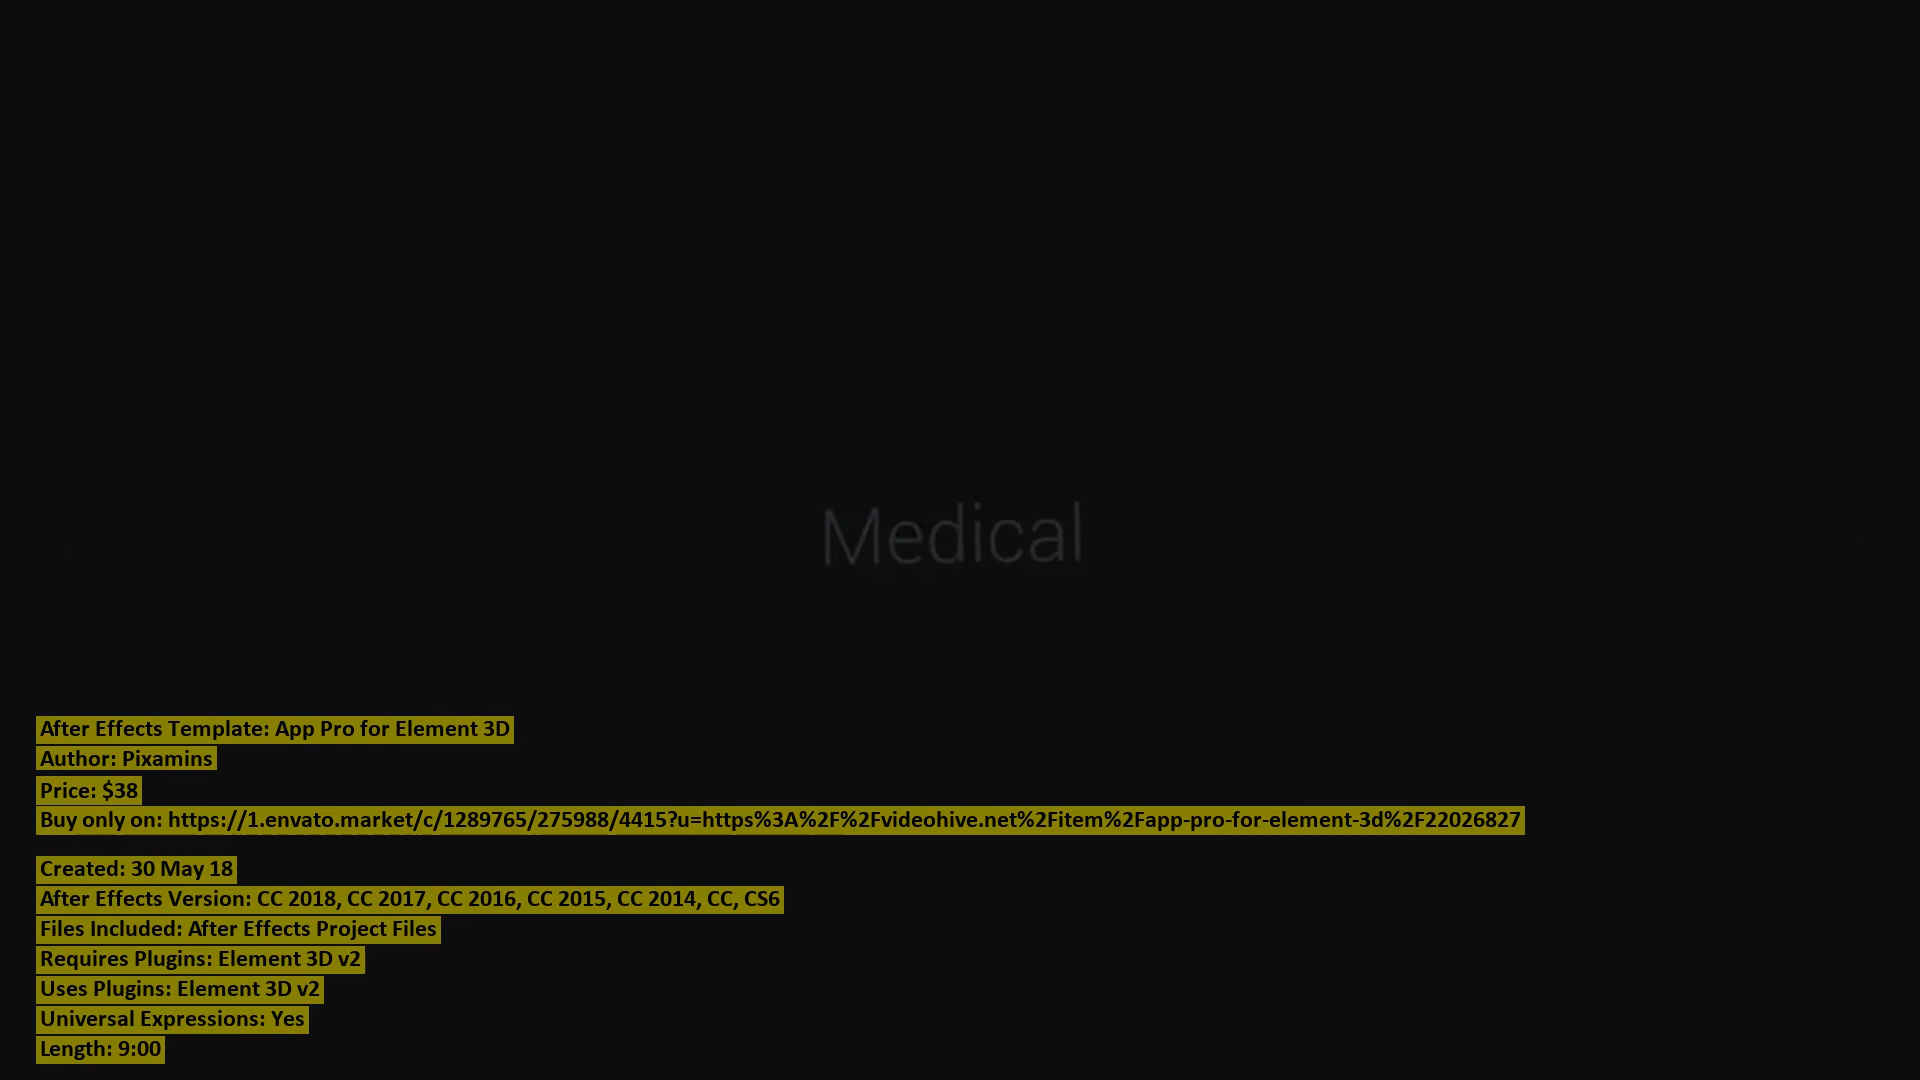 Medical
After Effects Template: App Pro for Element 3D
Author: Pixamins
Price: $38
Buy only on: https://1.envato.market/c/1289765/275988/4415?u=https%3A%2F%2Fvideohive.net%2Fitem%2Fapp-pro-for-element-3d%2F22026827
Created: 30 May 18
After Effects Version: CC 2018, CC 2017, CC 2016, CC 2015, CC 2014, CC, CS6
Files Included: After Effects Project Files
Requires Plugins: Element 3D v2
Uses Plugins: Element 3D v2
Universal Expressions: Yes
Length: 9:00